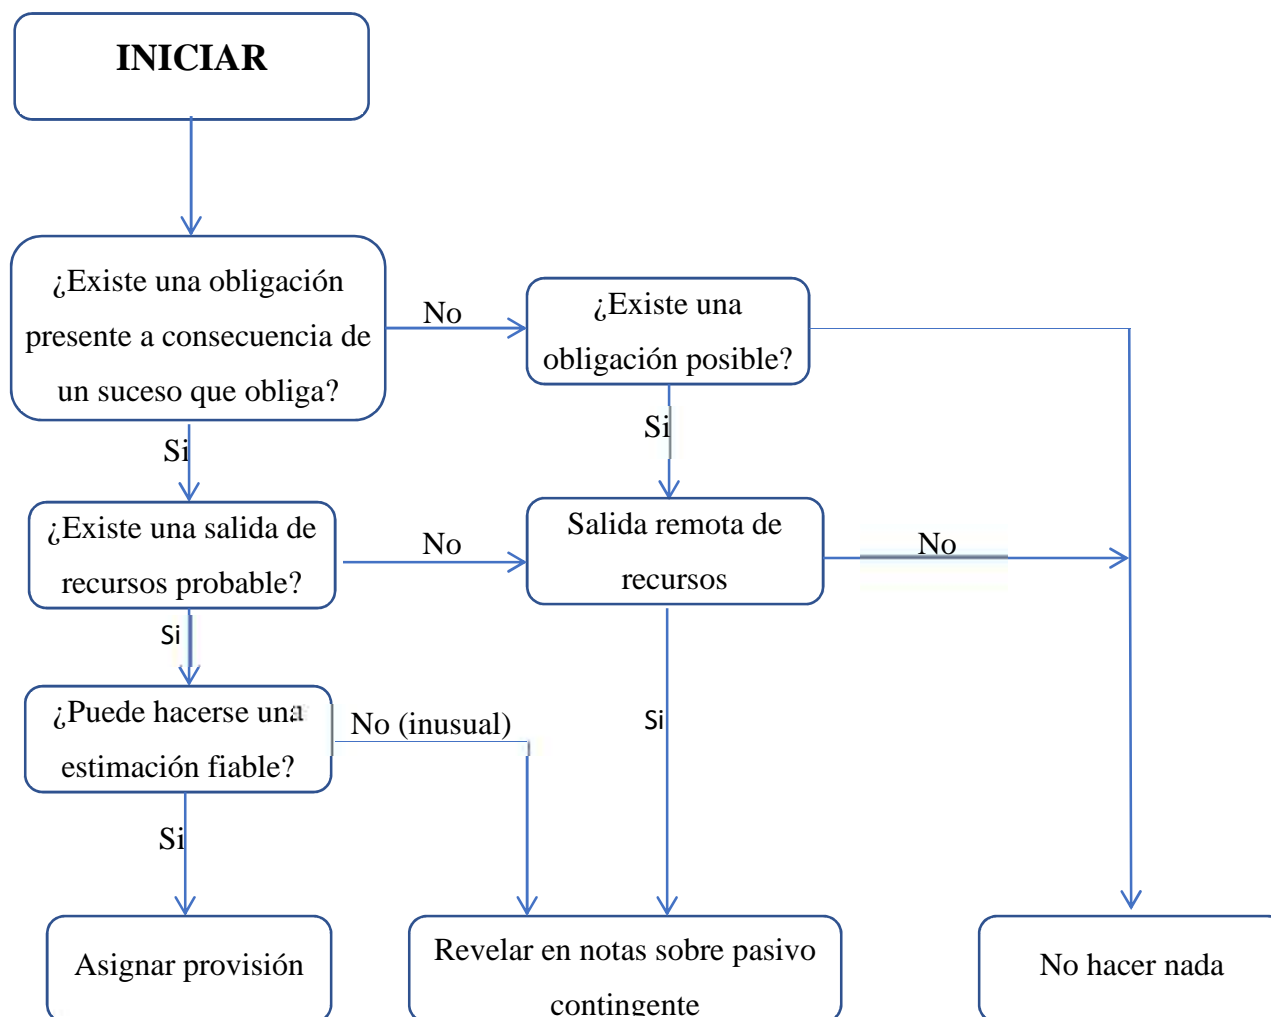 INICIAR
¿Existe una obligación
presente a consecuencia de
un suceso que obliga?
No
¿Existe una
obligación posible?
Si
Si
¿Existe una salida de
recursos probable?
No
Salida remota de
recursos
No
Si
¿Puede hacerse una
estimación fiable?
No (inusual)
Si
Si
Asignar provisión
Revelar en notas sobre pasivo
contingente
No hacer nada